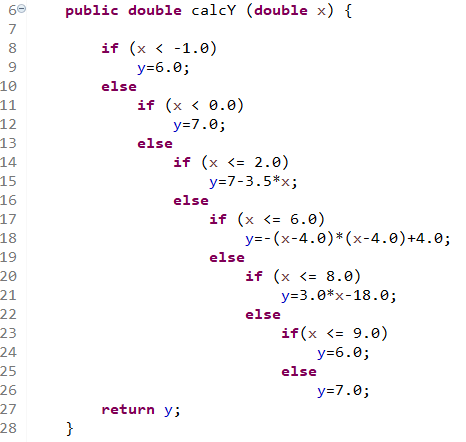 6 public double calcY (double x) {
7
8 if (x < -1.0)
9 y=6.0;
10 else
11 if (x < 0.0)
12 y=7.0;
13 else
14 if (x <= 2.0)
15 y=7-3.5*x;
16 else
17 if (x <= 6.0)
18 y=-(x-4.0)*(x-4.0)+4.0;
19 else
20 if (x <= 8.0)
21 y=3.0*x-18.0;
22 else
23 if(x <= 9.0)
24 y=6.0;
25 else
26 y=7.0;
27 return y;
28 }